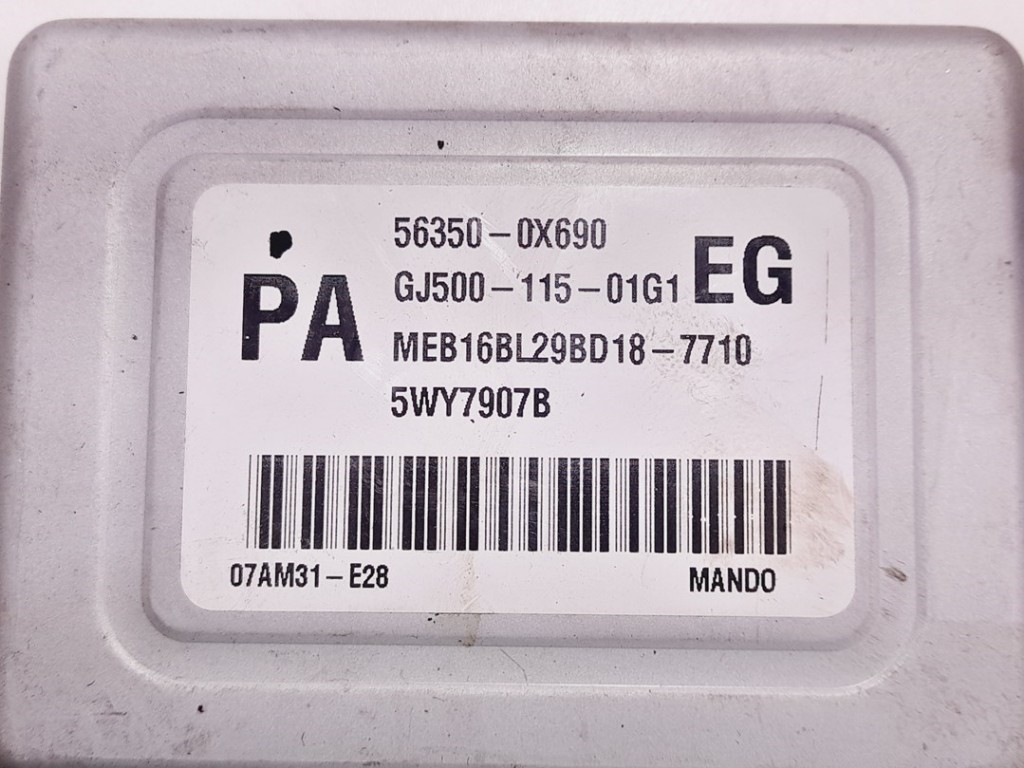 56350-0X690
PA
GJ500-115-01G1
EG
MEB16BL29BD18-7710
5WY7907B
07AM31-E28
MANDO